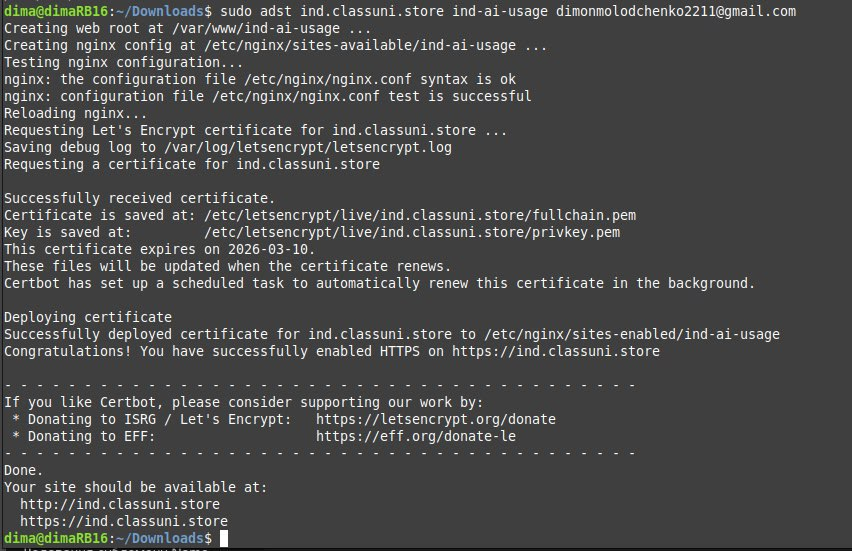 dima@dimaRB16:~/Downloads$ sudo adst ind.classuni.store ind-ai-usage dimonmolodchenko2211@gmail.com
Creating web root at /var/www/ind-ai-usage ...
Creating nginx config at /etc/nginx/sites-available/ind-ai-usage ...
Testing nginx configuration...
nginx: the configuration file /etc/nginx/nginx.conf syntax is ok
nginx: configuration file /etc/nginx/nginx.conf test is successful
Reloading nginx...
Requesting Let's Encrypt certificate for ind.classuni.store ...
Saving debug log to /var/log/letsencrypt/letsencrypt.log
Requesting a certificate for ind.classuni.store

Successfully received certificate.
Certificate is saved at: /etc/letsencrypt/live/ind.classuni.store/fullchain.pem
Key is saved at:         /etc/letsencrypt/live/ind.classuni.store/privkey.pem
This certificate expires on 2026-03-10.
These files will be updated when the certificate renews.
Certbot has set up a scheduled task to automatically renew this certificate in the background.

Deploying certificate
Successfully deployed certificate for ind.classuni.store to /etc/nginx/sites-enabled/ind-ai-usage
Congratulations! You have successfully enabled HTTPS on https://ind.classuni.store

- - - - - - - - - - - - - - - - - - - - - - - - - - - - - - - - - - - - - - - -
If you like Certbot, please consider supporting our work by:
 * Donating to ISRG / Let's Encrypt:   https://letsencrypt.org/donate
 * Donating to EFF:                    https://eff.org/donate-le
- - - - - - - - - - - - - - - - - - - - - - - - - - - - - - - - - - - - - - - -
Done.
Your site should be available at:
  http://ind.classuni.store
  https://ind.classuni.store
dima@dimaRB16:~/Downloads$